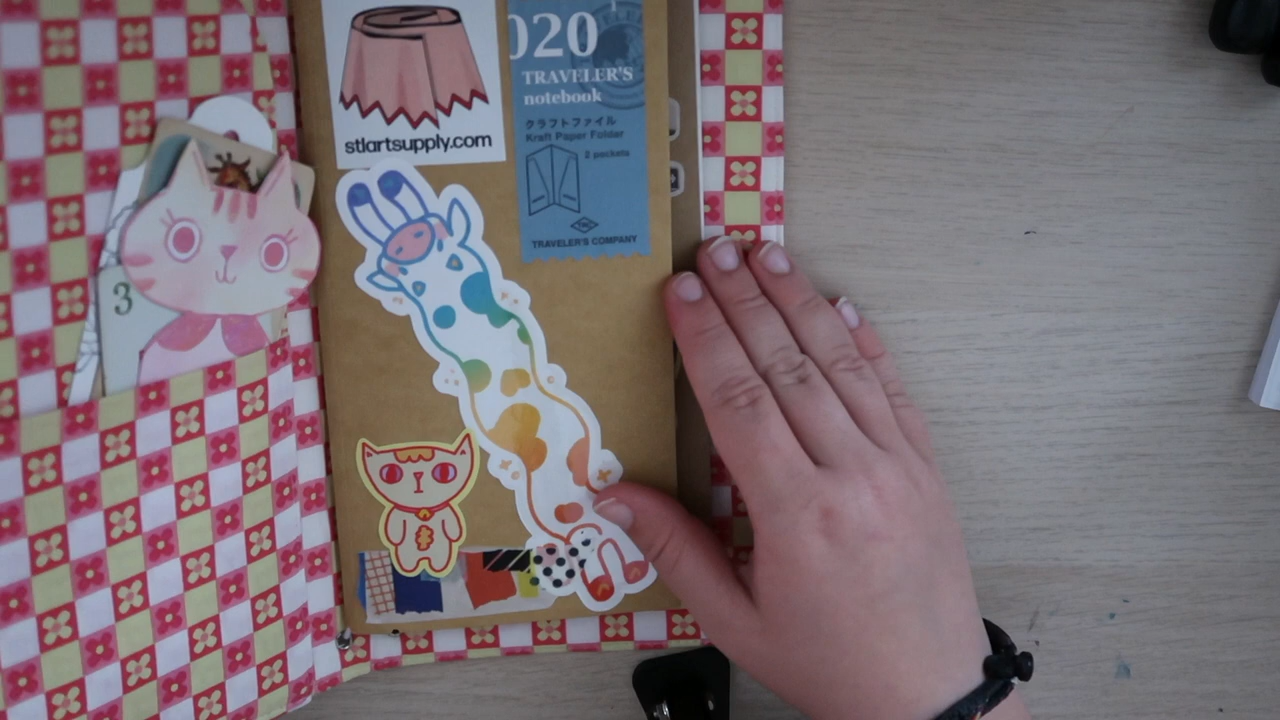 stlartsupply.com
020
TRAVELER'S
notebook
クラフトファイル
Kraft Paper Folder
2 pockets
TRC
TRAVELER'S COMPANY
3